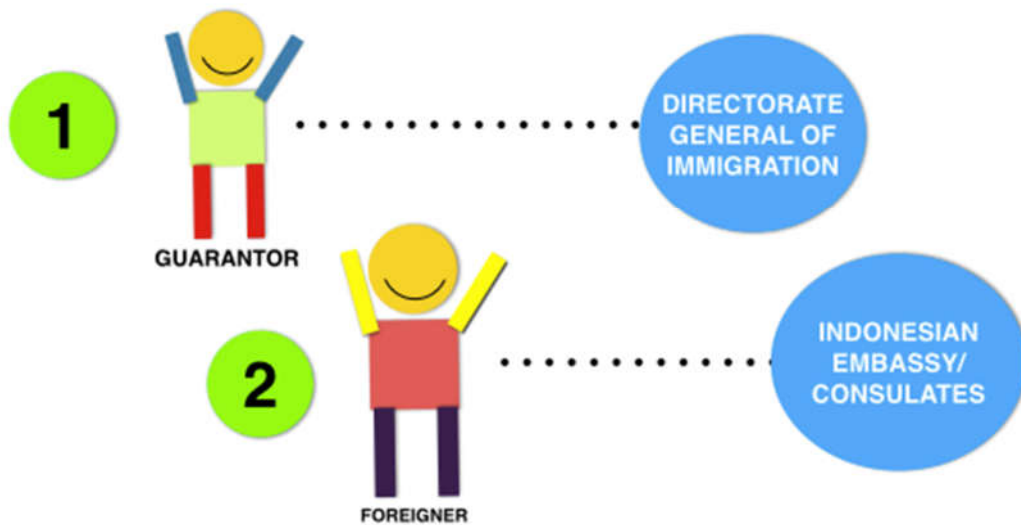 1
DIRECTORATE
GENERAL OF
IMMIGRATION
GUARANTOR
2
INDONESIAN
EMBASSY/
CONSULATES
FOREIGNER